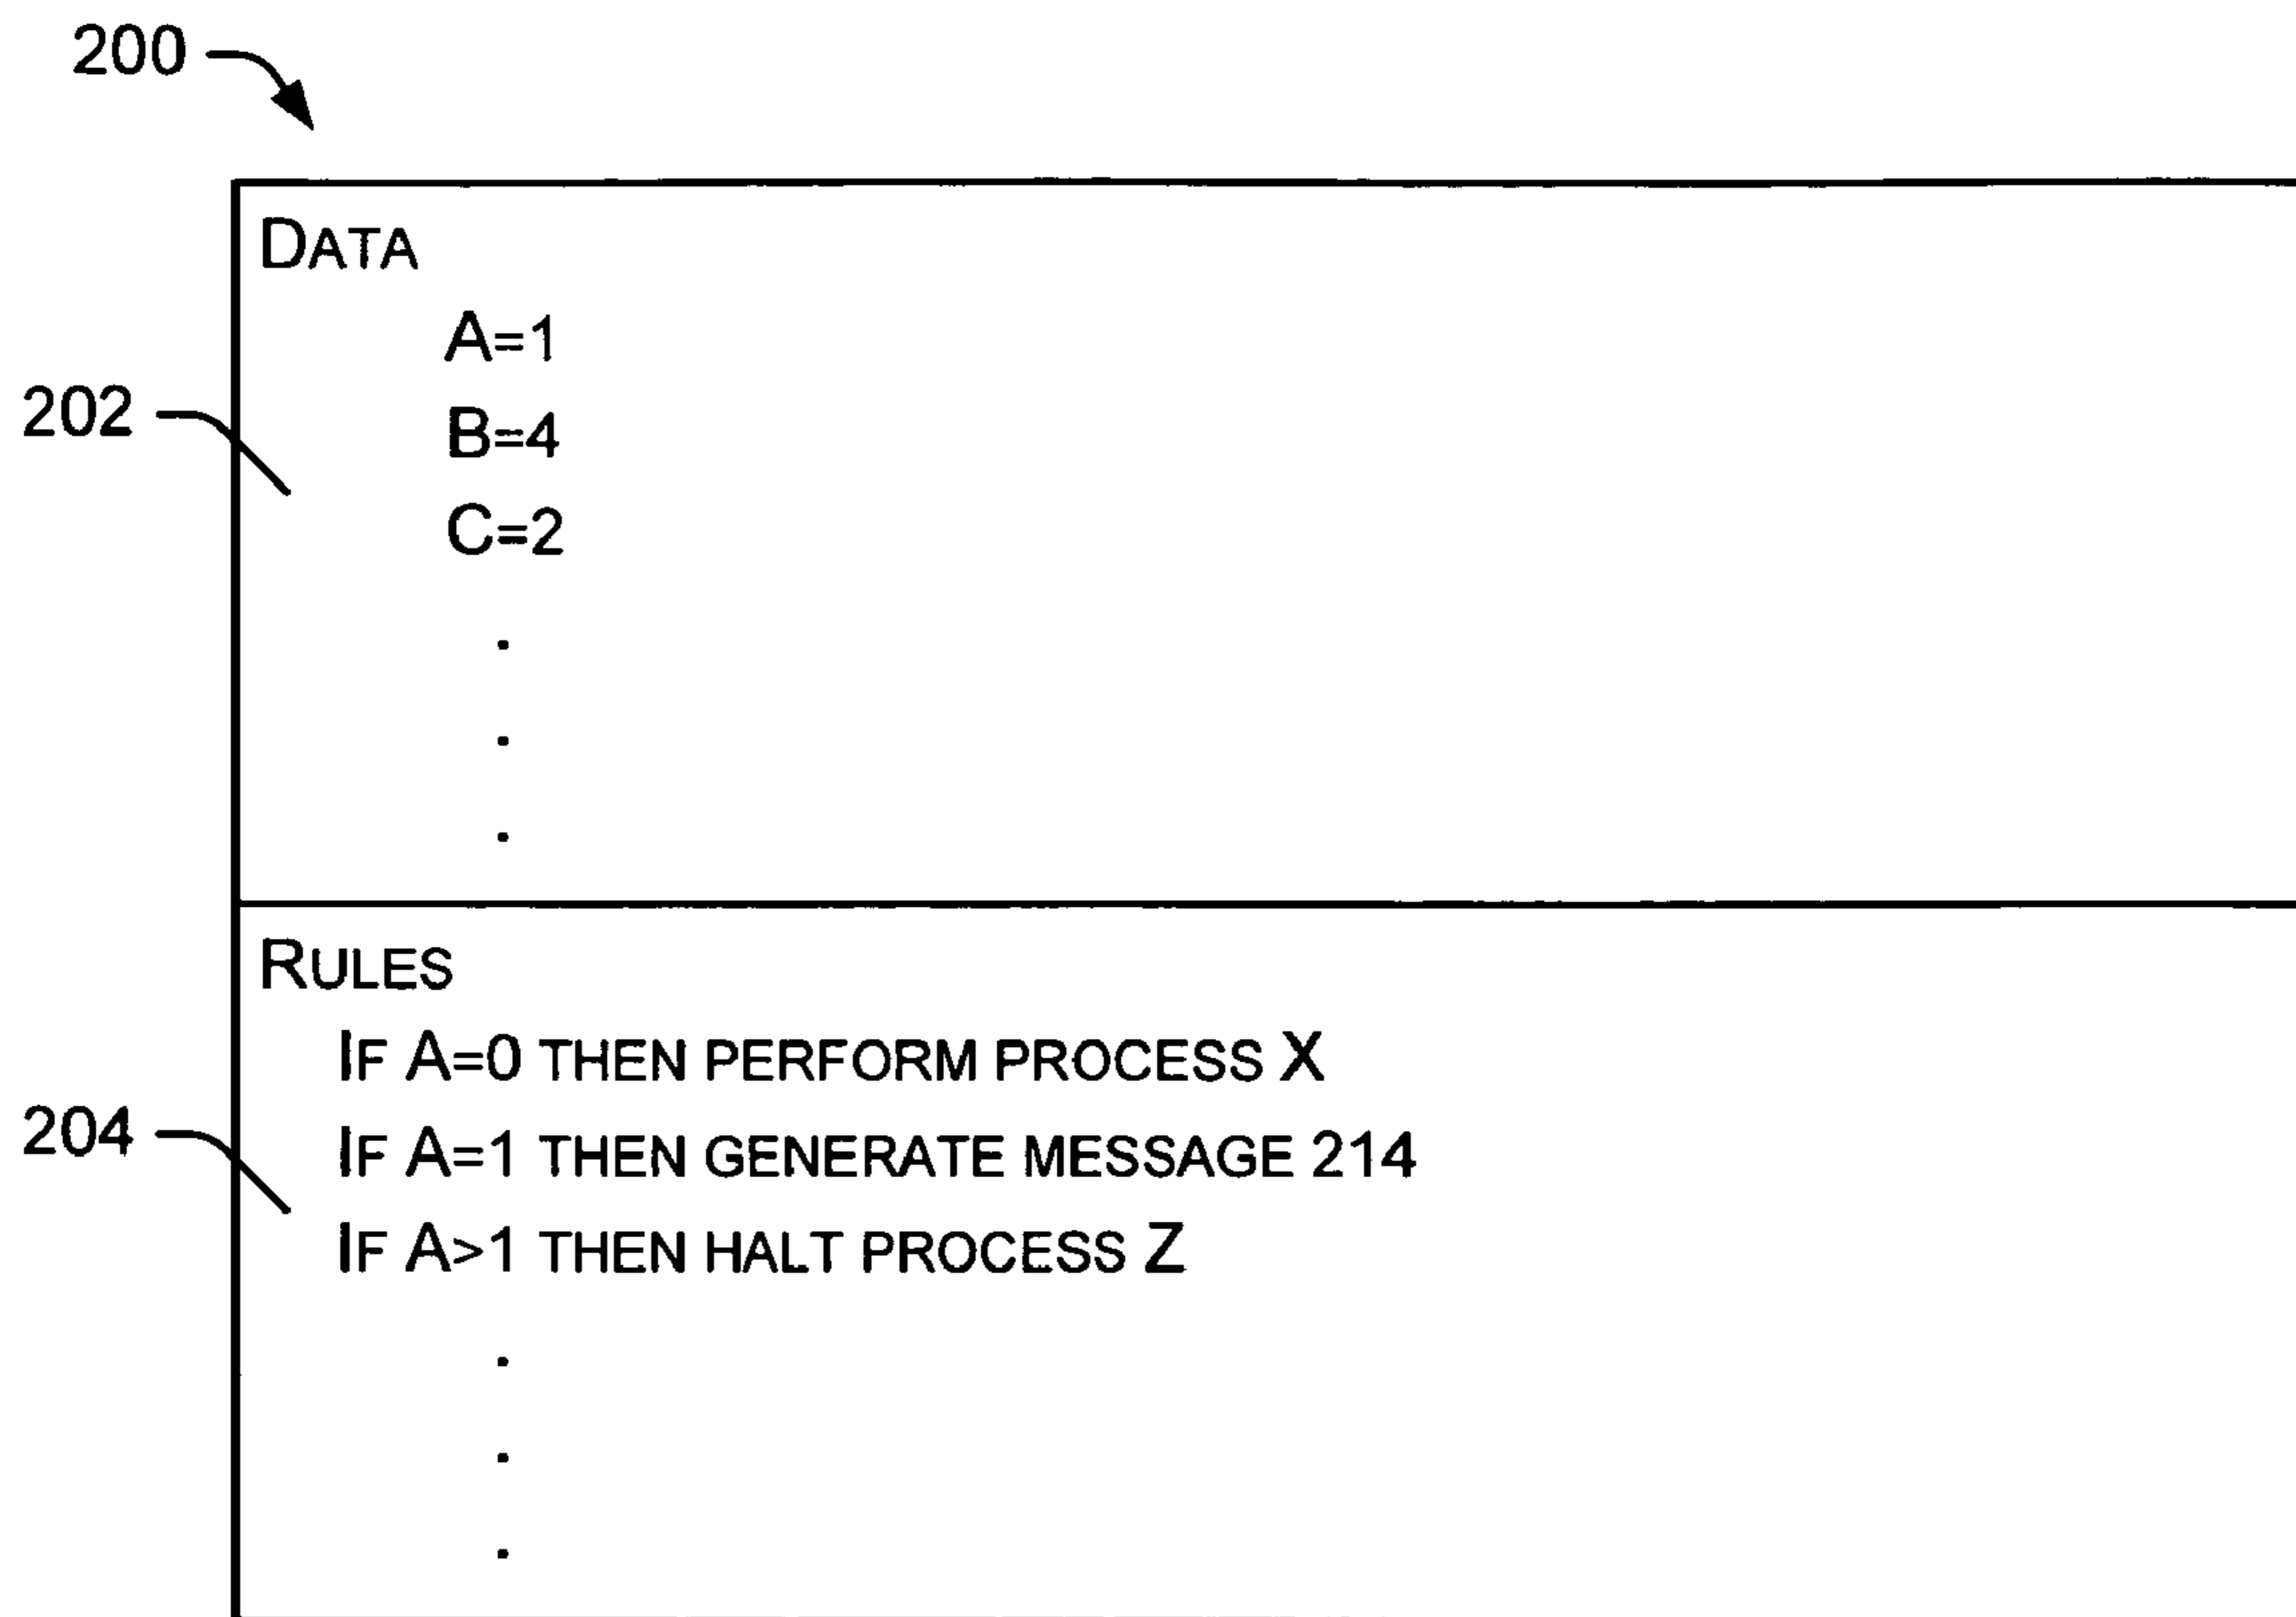 200
DATA
A=1
202
B=4
C=2
.
.
.
RULES
IF A=0 THEN PERFORM PROCESS X
204
IF A=1 THEN GENERATE MESSAGE 214
IF A>1 THEN HALT PROCESS Z
.
.
.